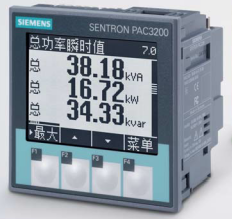 SIEMENS
SENTRON PAC3200
总功率瞬时值 7.0
总 38.18 kVA
总 16.72 kW
总 34.33 kvar
▸最大 ▲ ▼ 菜单
F1 F2 F3 F4